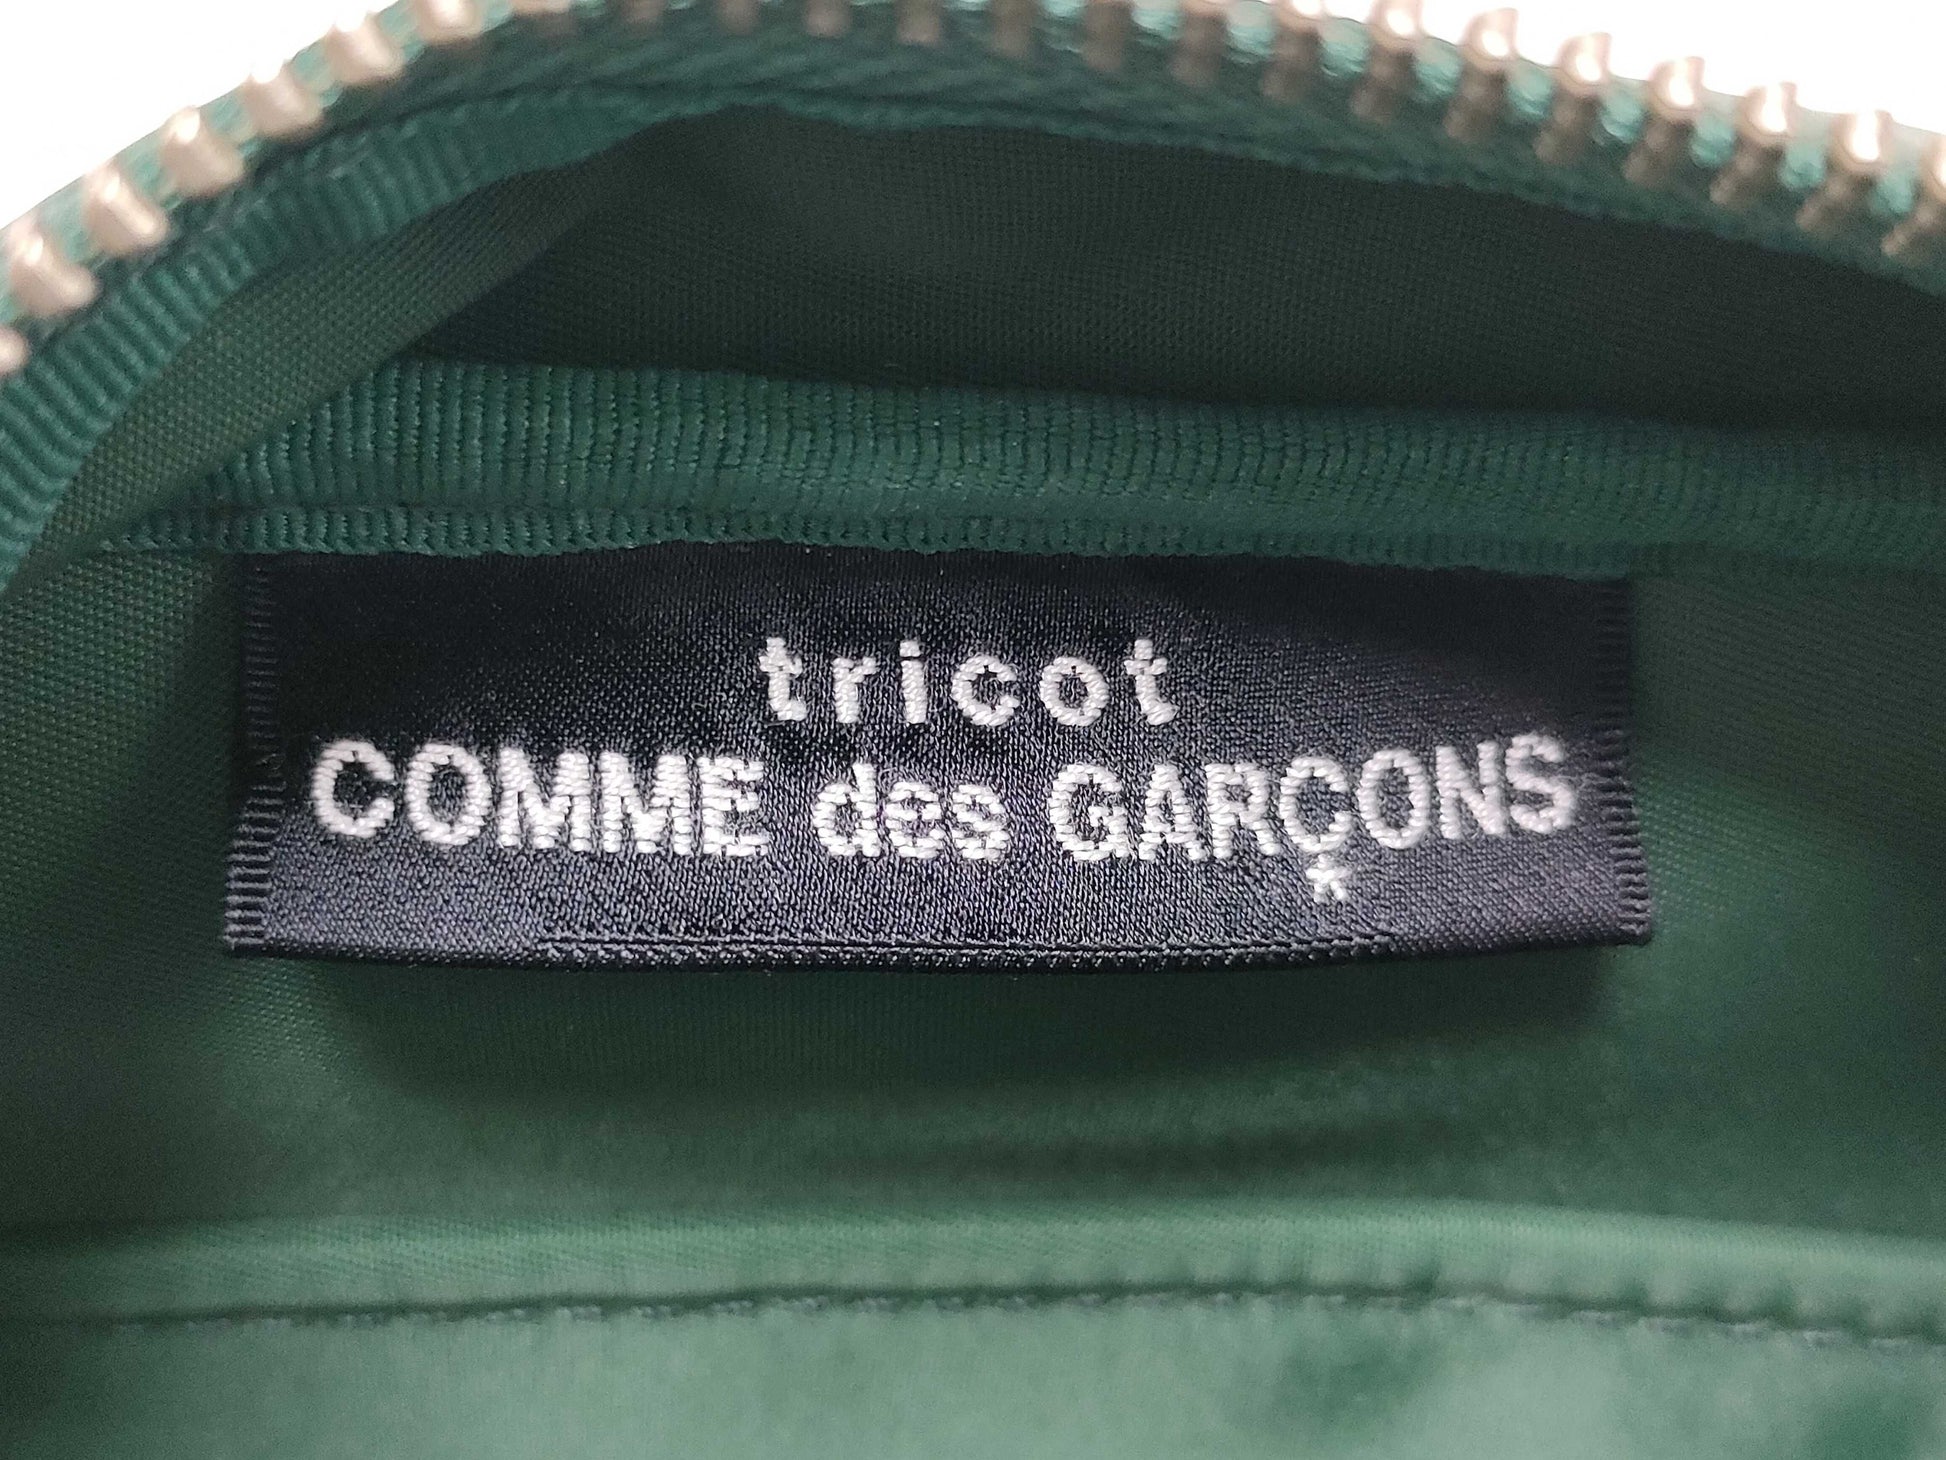 tricot
COMME des GARÇONS
*